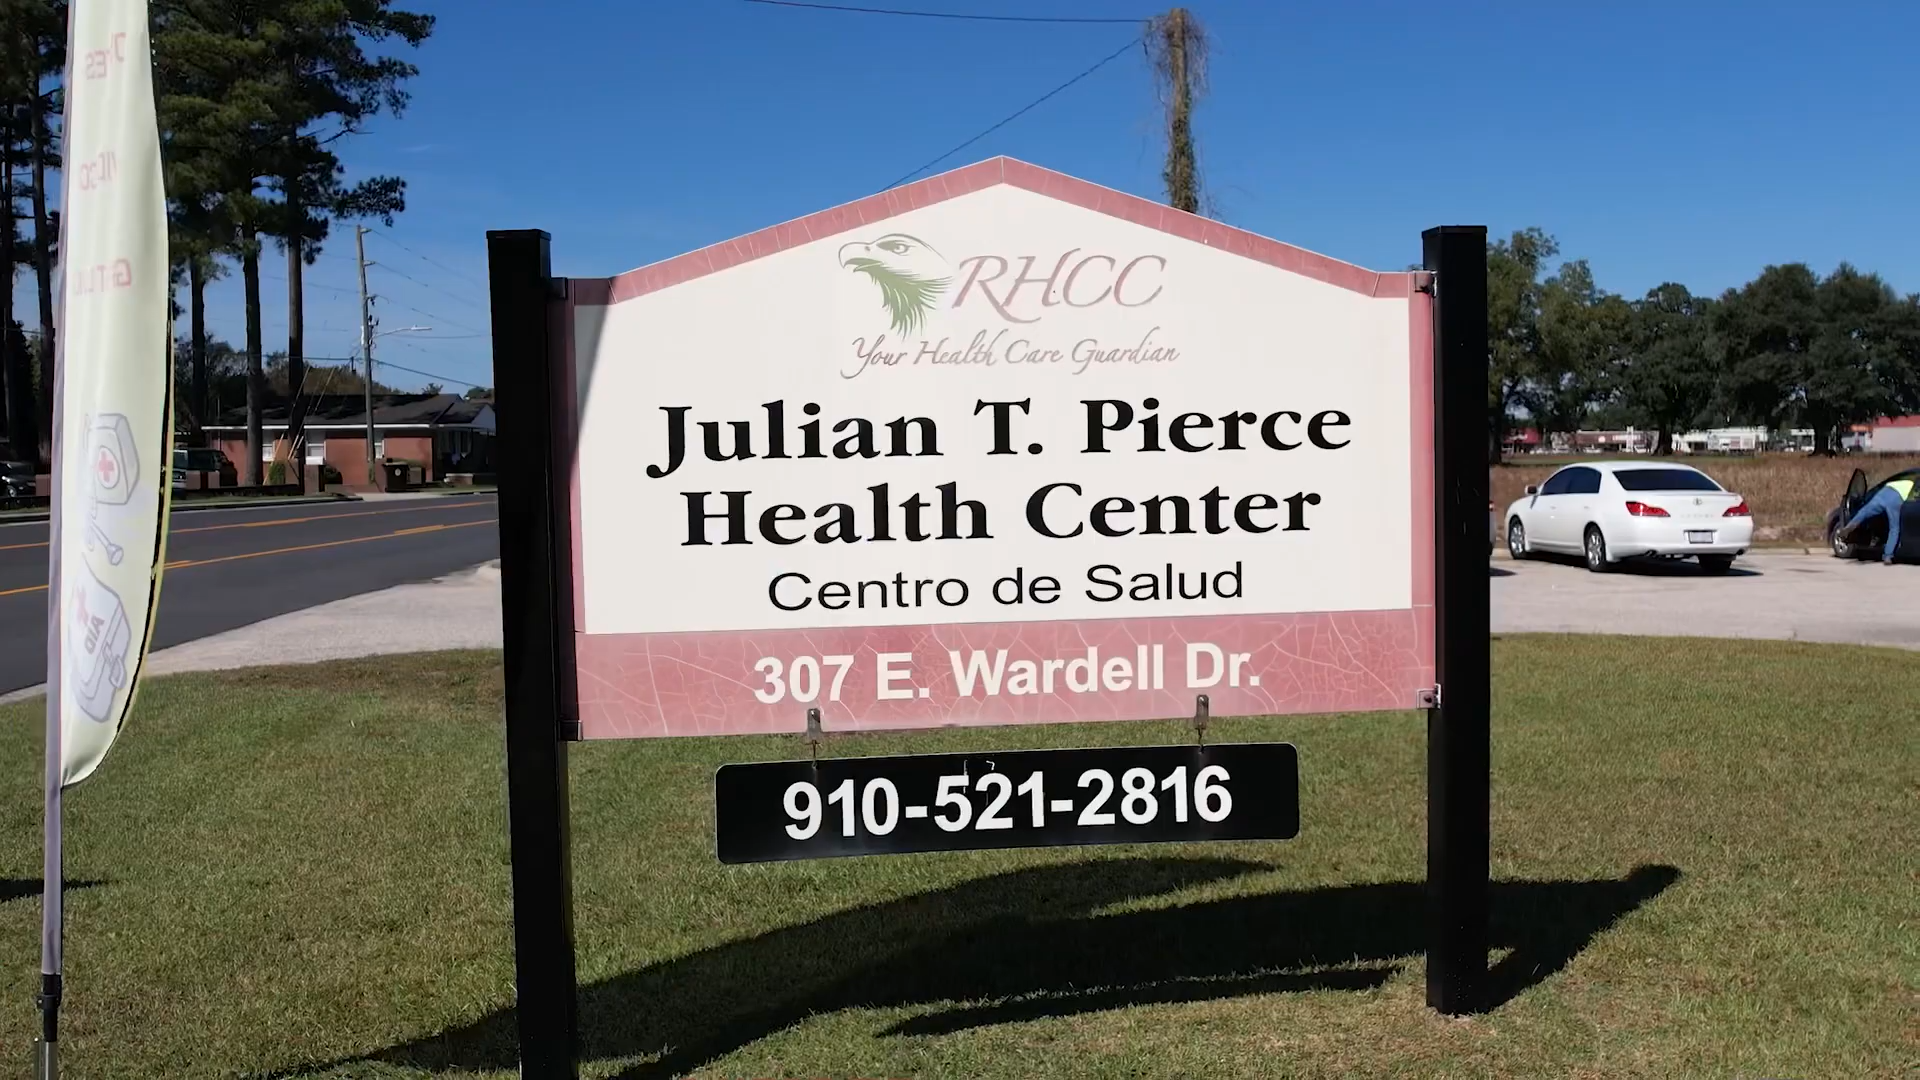 RHCC
Your Health Care Guardian
Julian T. Pierce
Health Center
Centro de Salud
307 E. Wardell Dr.
910-521-2816